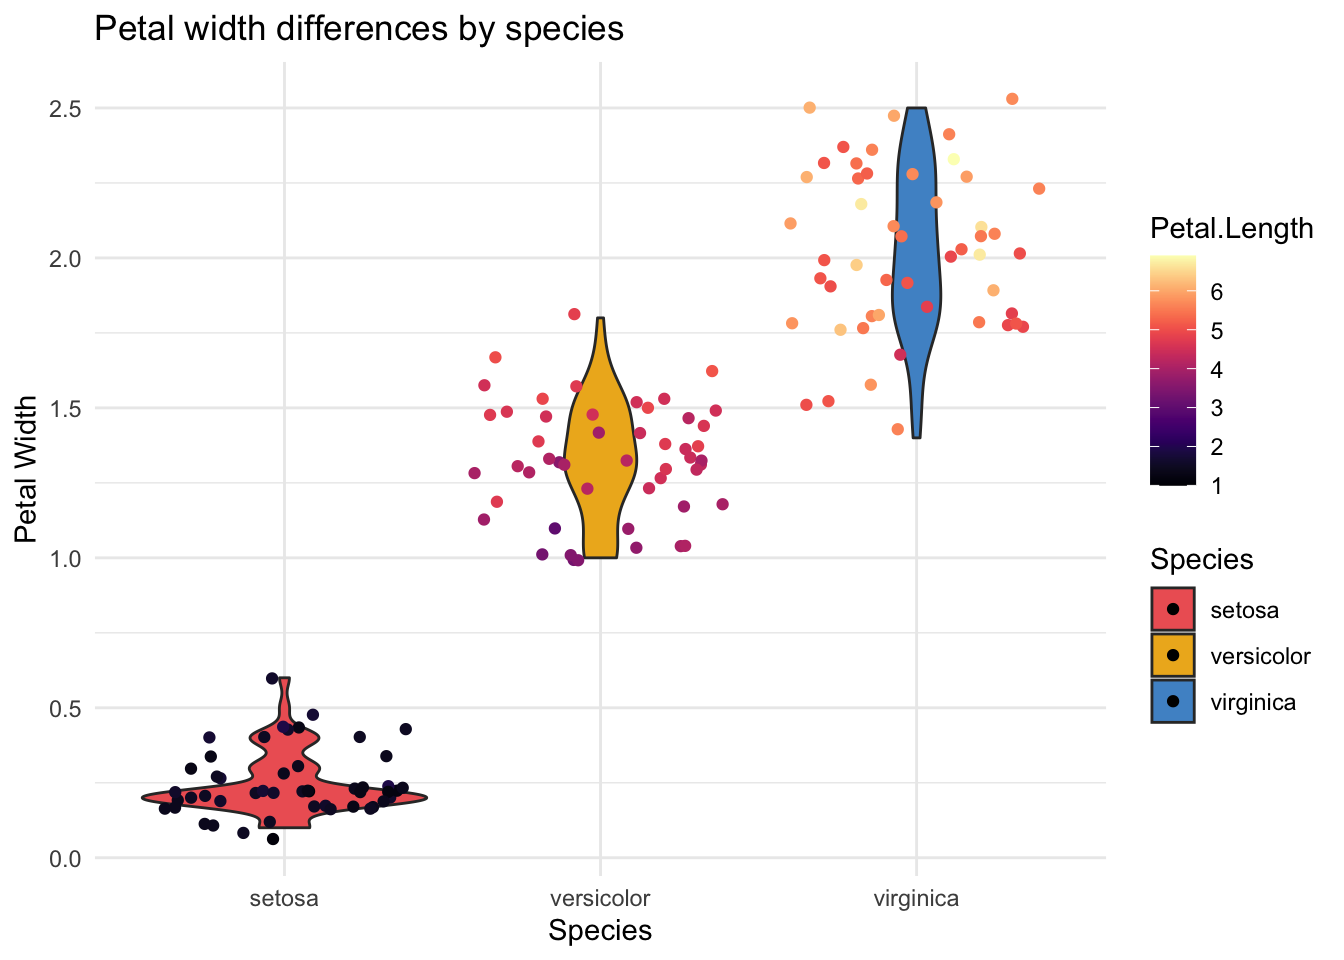 Petal width differences by species
2.5
2.0
1.5
1.0
0.5
0.0
Petal Width
setosa
versicolor
virginica
Species
Petal.Length
6
5
4
3
2
1
Species
setosa
versicolor
virginica